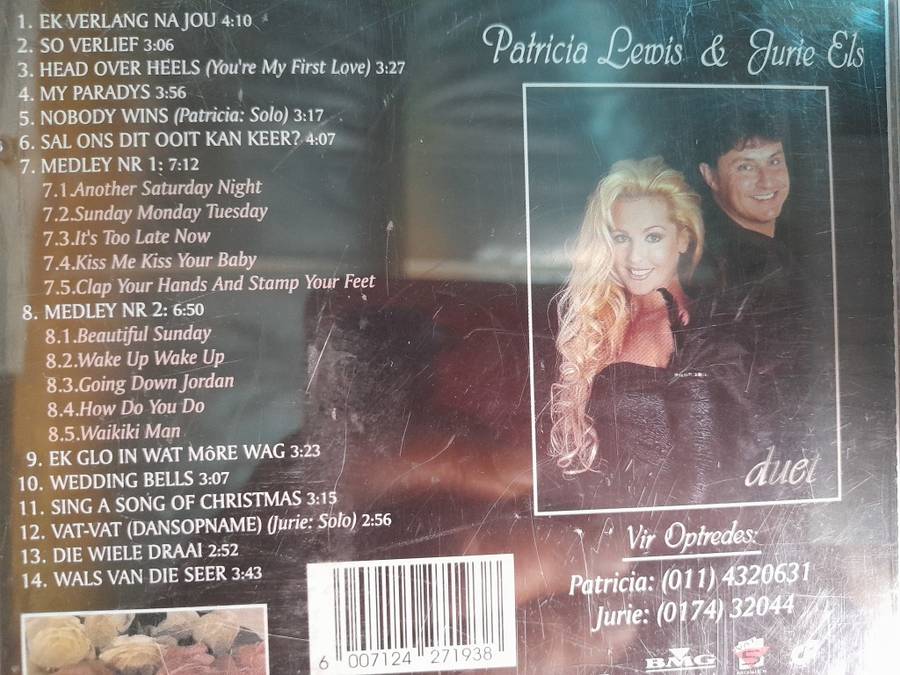 1. EK VERLANG NA JOU 4:10
2. SO VERLIEF 3:06
3. HEAD OVER HEELS (You're My First Love) 3:27
4. MY PARADYS 3:56
5. NOBODY WINS (Patricia: Solo) 3:17
6. SAL ONS DIT OOIT KAN KEER? 4:07
7. MEDLEY NR 1: 7:12
7.1.Another Saturday Night
7.2.Sunday Monday Tuesday
7.3.It's Too Late Now
7.4.Kiss Me Kiss Your Baby
7.5.Clap Your Hands And Stamp Your Feet
8. MEDLEY NR 2: 6:50
8.1.Beautiful Sunday
8.2.Wake Up Wake Up
8.3.Going Down Jordan
8.4.How Do You Do
8.5.Waikiki Man
9. EK GLO IN WAT MôRE WAG 3:23
10. WEDDING BELLS 3:07
11. SING A SONG OF CHRISTMAS 3:15
12. VAT-VAT (DANSOPNAME) (Jurie: Solo) 2:56
13. DIE WIELE DRAAI 2:52
14. WALS VAN DIE SEER 3:43
Patricia Lewis & Jurie Els
duet
Vir Optredes:
Patricia: (011) 4320631
Jurie: (0174) 32044
6 007124 271938
BMG